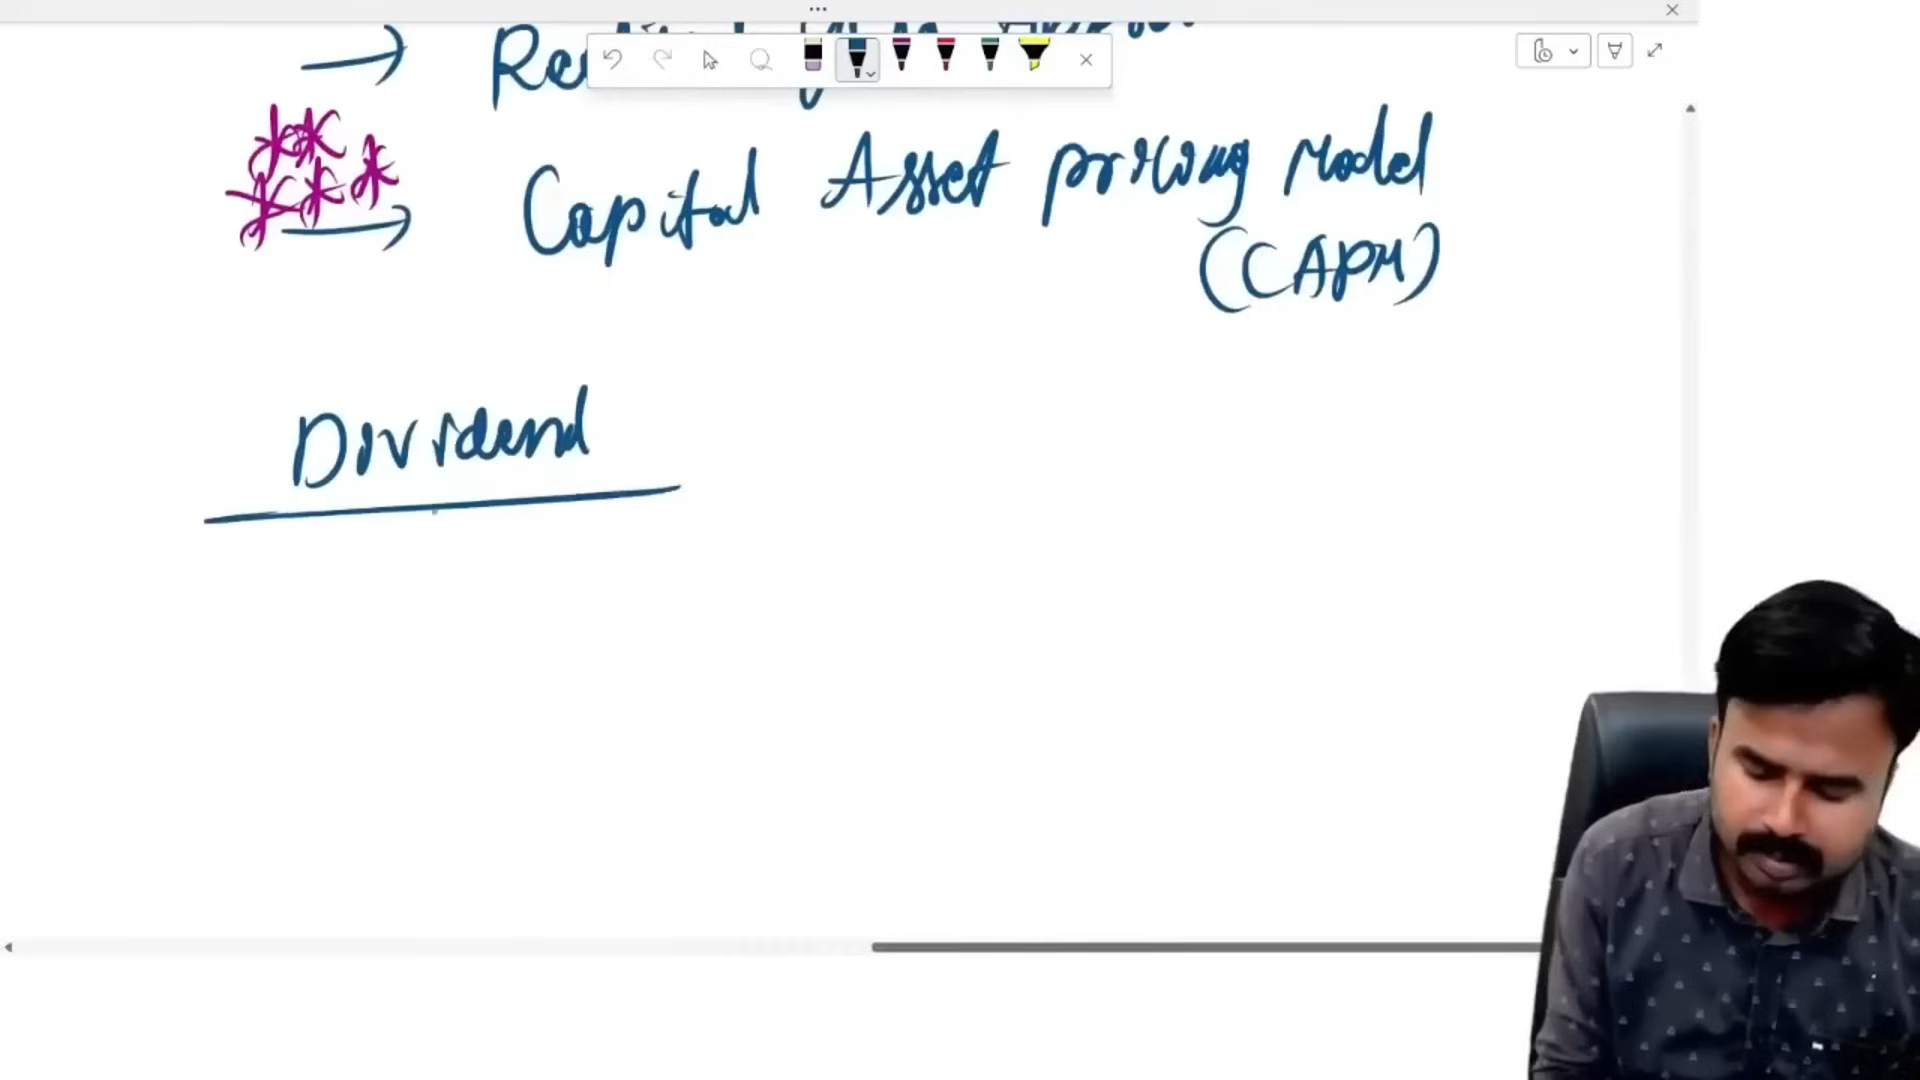 →
→ Capital Asset pricing Model
(CAPM)
Dividend